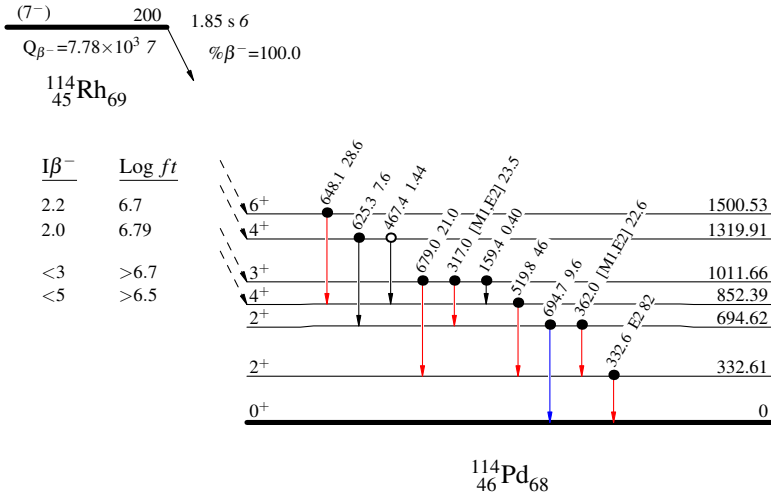 (7⁻) 200 1.85 s 6
Q_β⁻=7.78×10³ 7 %β⁻=100.0
¹¹⁴₄₅Rh₆₉
Iβ⁻ Log ft
2.2 6.7
2.0 6.79
<3 >6.7
<5 >6.5
648.1 28.6
625.3 7.6
467.4 1.44
679.0 21.0
317.0 [M1,E2] 23.5
159.4 0.40
519.8 46
694.7 9.6
362.0 [M1,E2] 22.6
332.6 E2 82
6⁺ 1500.53
4⁺ 1319.91
3⁺ 1011.66
4⁺ 852.39
2⁺ 694.62
2⁺ 332.61
0⁺ 0
¹¹⁴₄₆Pd₆₈